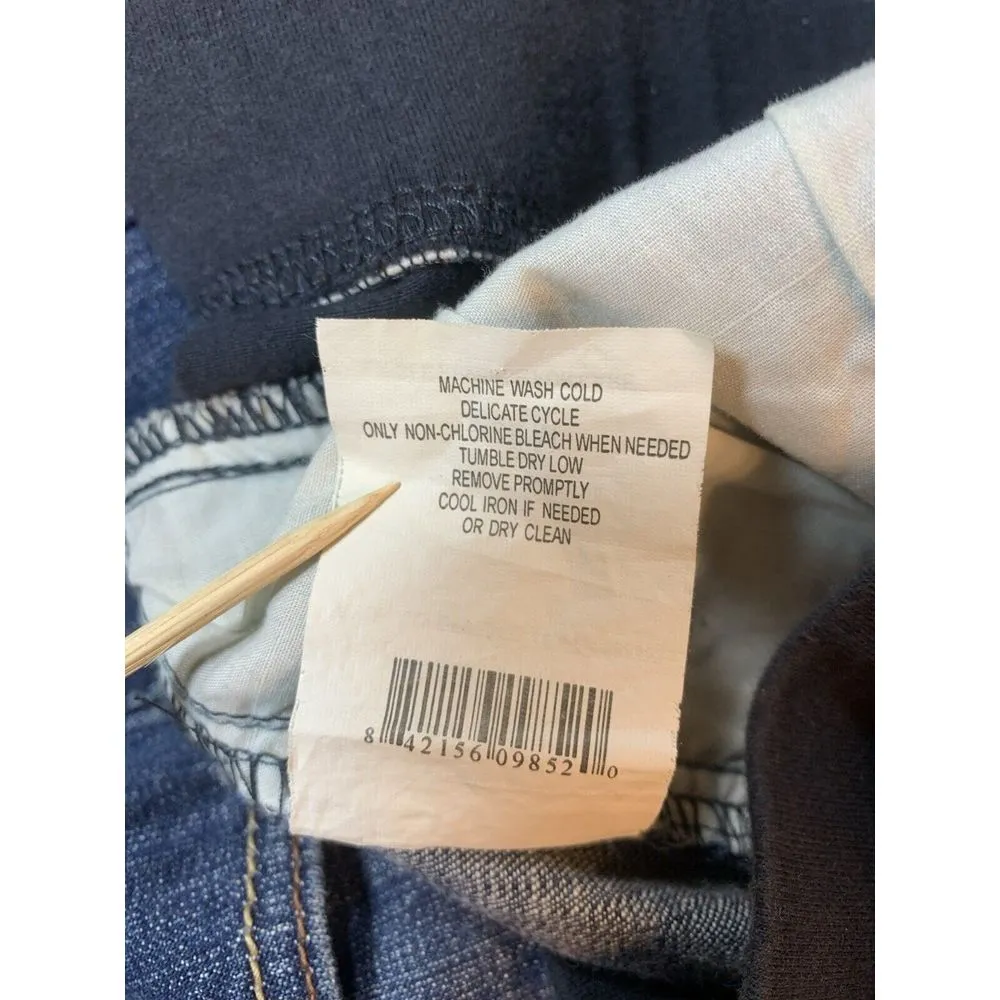 MACHINE WASH COLD
DELICATE CYCLE
ONLY NON-CHLORINE BLEACH WHEN NEEDED
TUMBLE DRY LOW
REMOVE PROMPTLY
COOL IRON IF NEEDED
OR DRY CLEAN
8 42156 09852 0